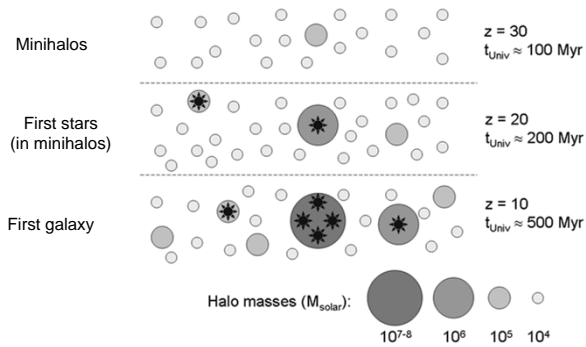 Minihalos
z = 30
t_Univ ≈ 100 Myr
First stars
(in minihalos)
z = 20
t_Univ ≈ 200 Myr
First galaxy
z = 10
t_Univ ≈ 500 Myr
Halo masses (M_solar):
10^7-8 10^6 10^5 10^4